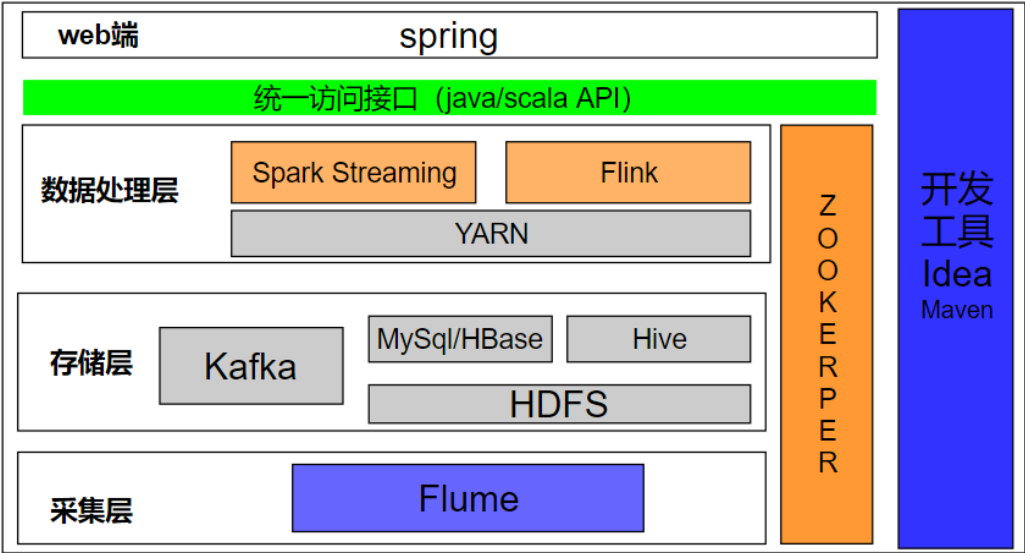 web端
spring
统一访问接口（java/scala API）
数据处理层
Spark Streaming
Flink
YARN
存储层
Kafka
MySql/HBase
Hive
HDFS
采集层
Flume
Z
O
O
K
E
R
P
E
R
开发
工具
Idea
Maven